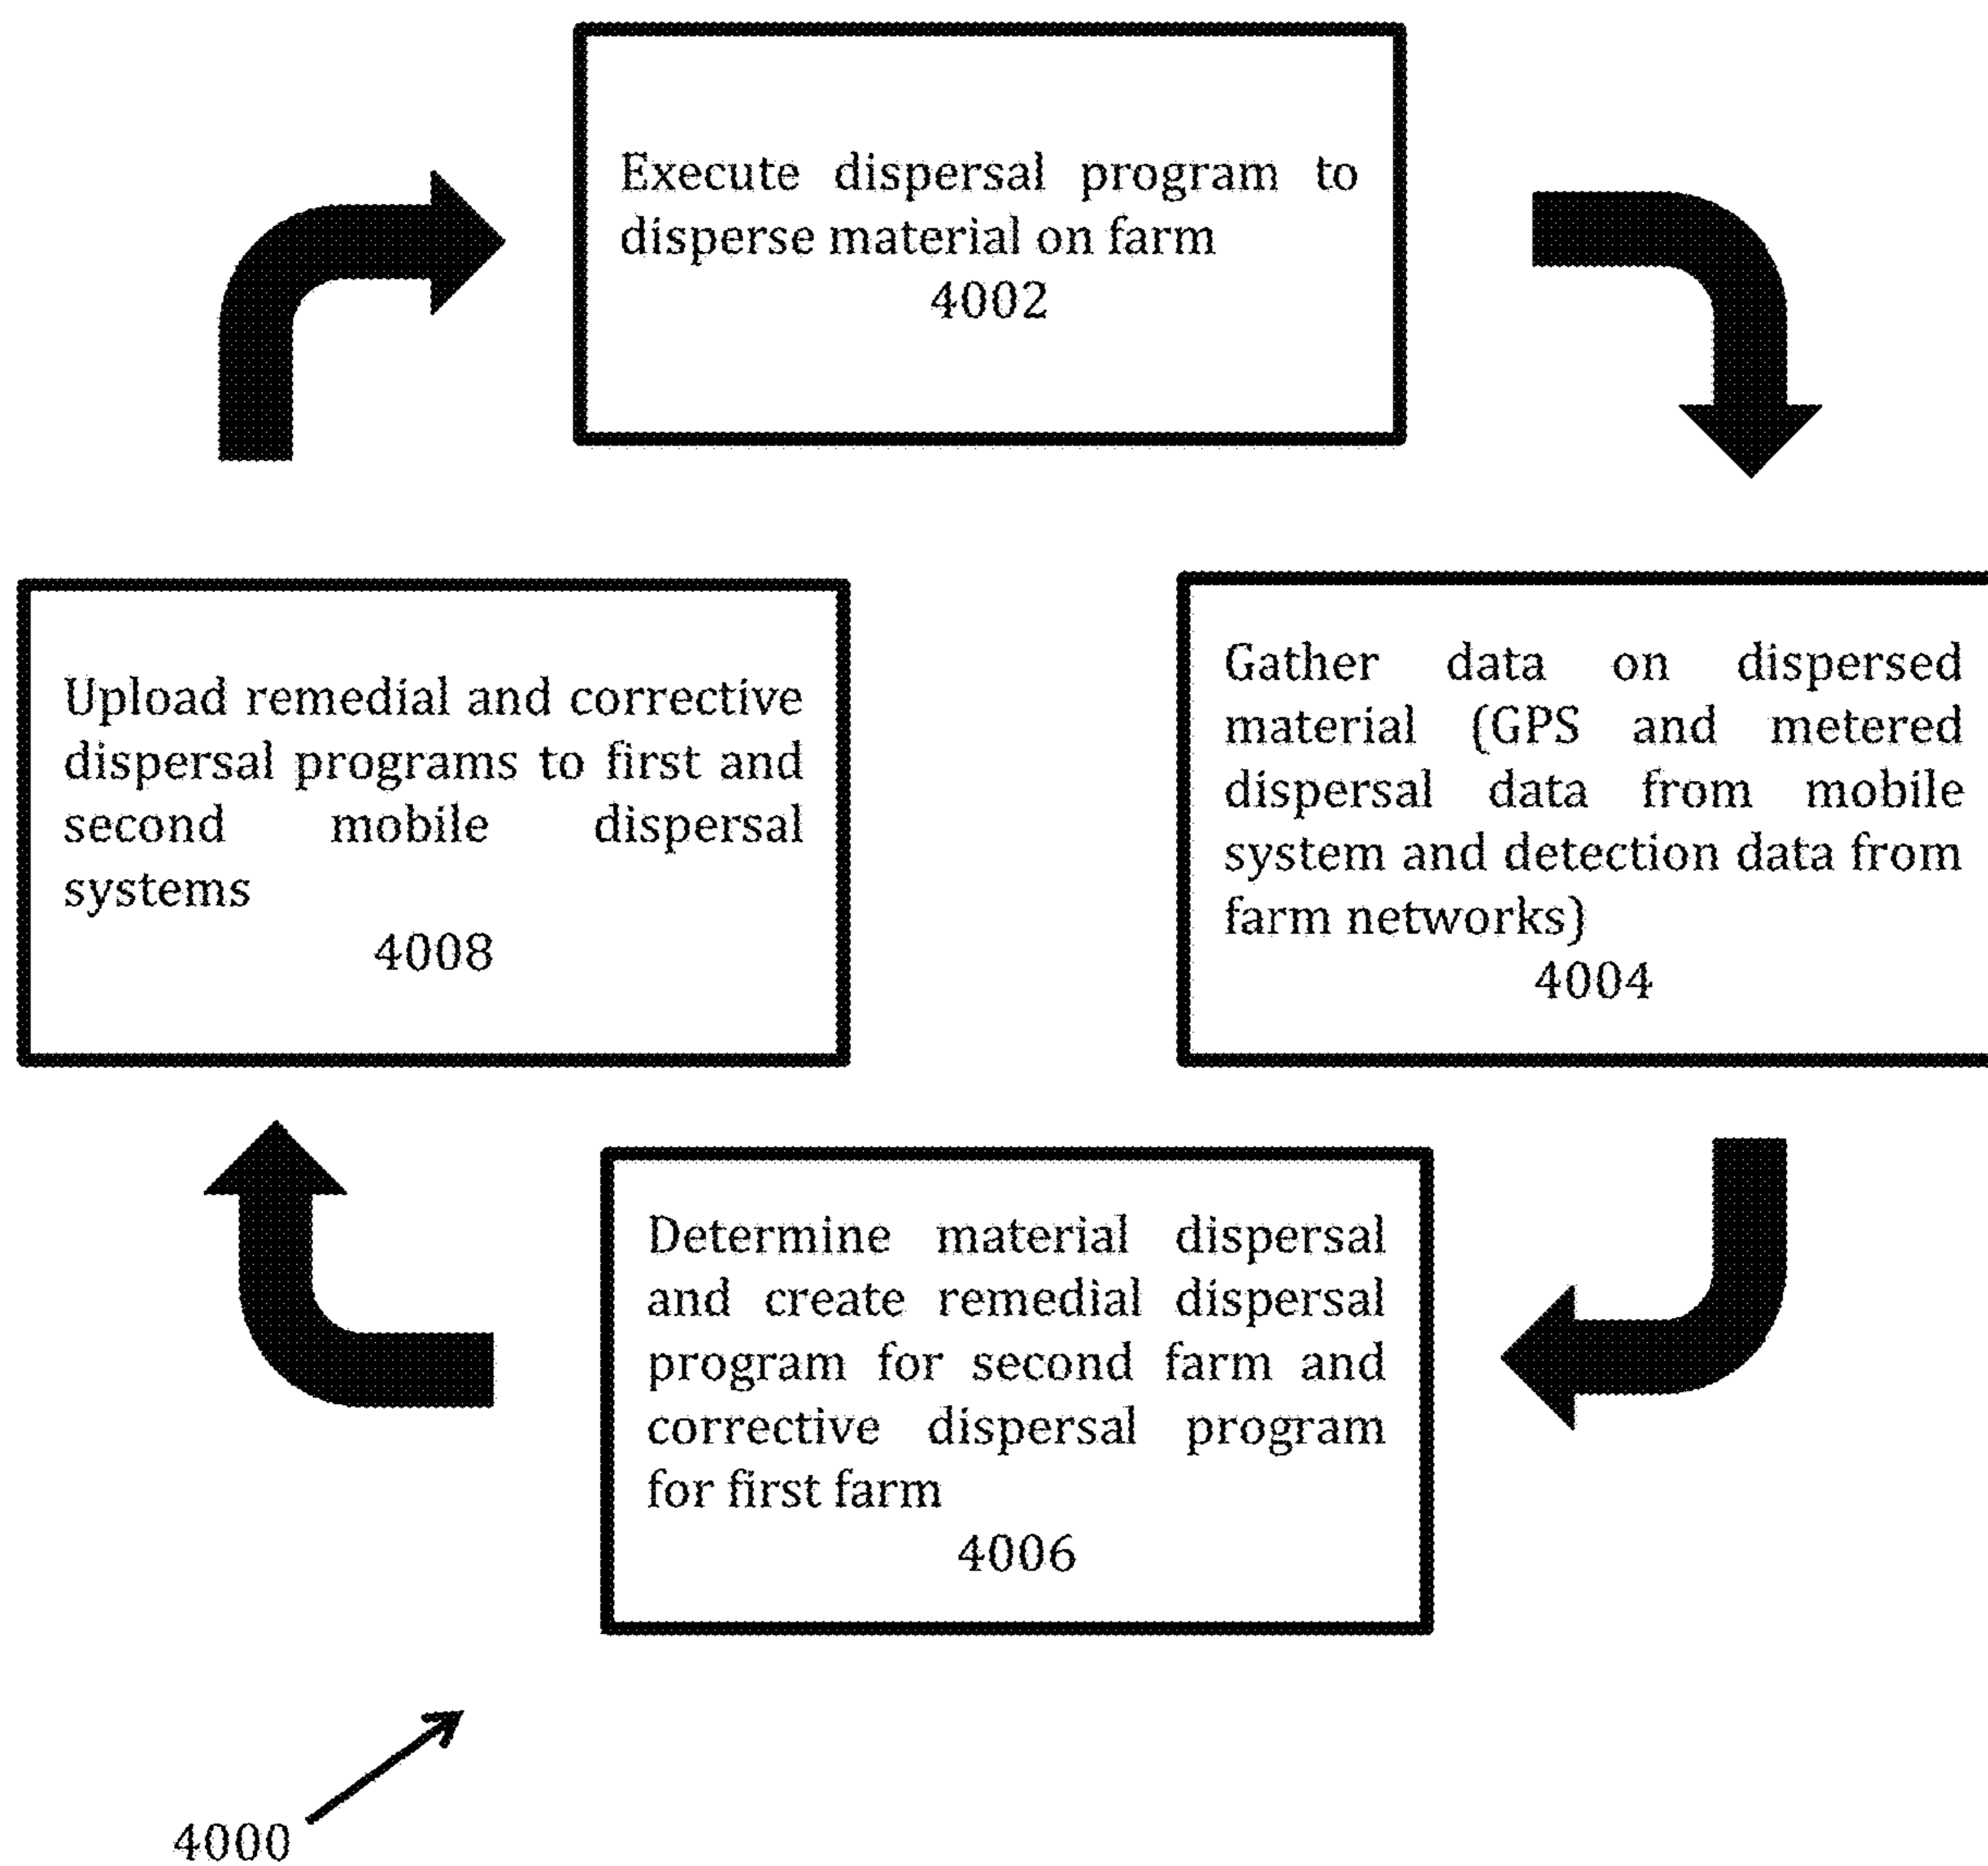 Execute dispersal program to
disperse material on farm
4002
Upload remedial and corrective
dispersal programs to first and
second mobile dispersal
systems
4008
Gather data on dispersed
material (GPS and metered
dispersal data from mobile
system and detection data from
farm networks)
4004
Determine material dispersal
and create remedial dispersal
program for second farm and
corrective dispersal program
for first farm
4006
4000